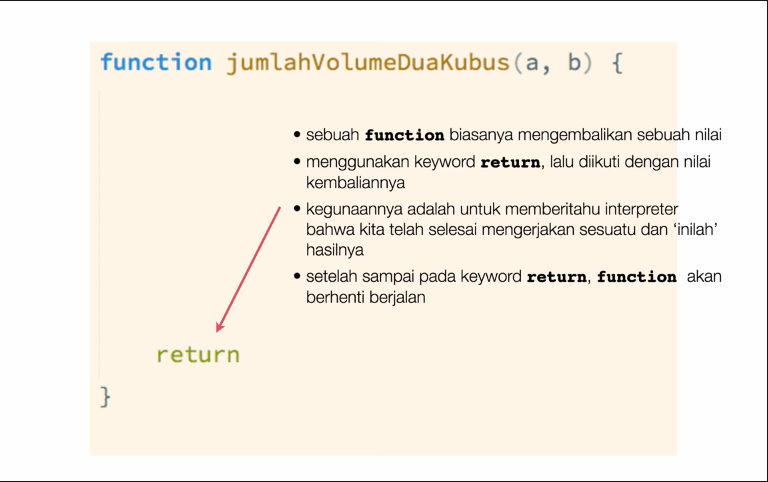 function jumlahVolumeDuaKubus(a, b) {
• sebuah function biasanya mengembalikan sebuah nilai
• menggunakan keyword return, lalu diikuti dengan nilai
kembaliannya
• kegunaannya adalah untuk memberitahu interpreter
bahwa kita telah selesai mengerjakan sesuatu dan ‘inilah’
hasilnya
• setelah sampai pada keyword return, function akan
berhenti berjalan
return
}